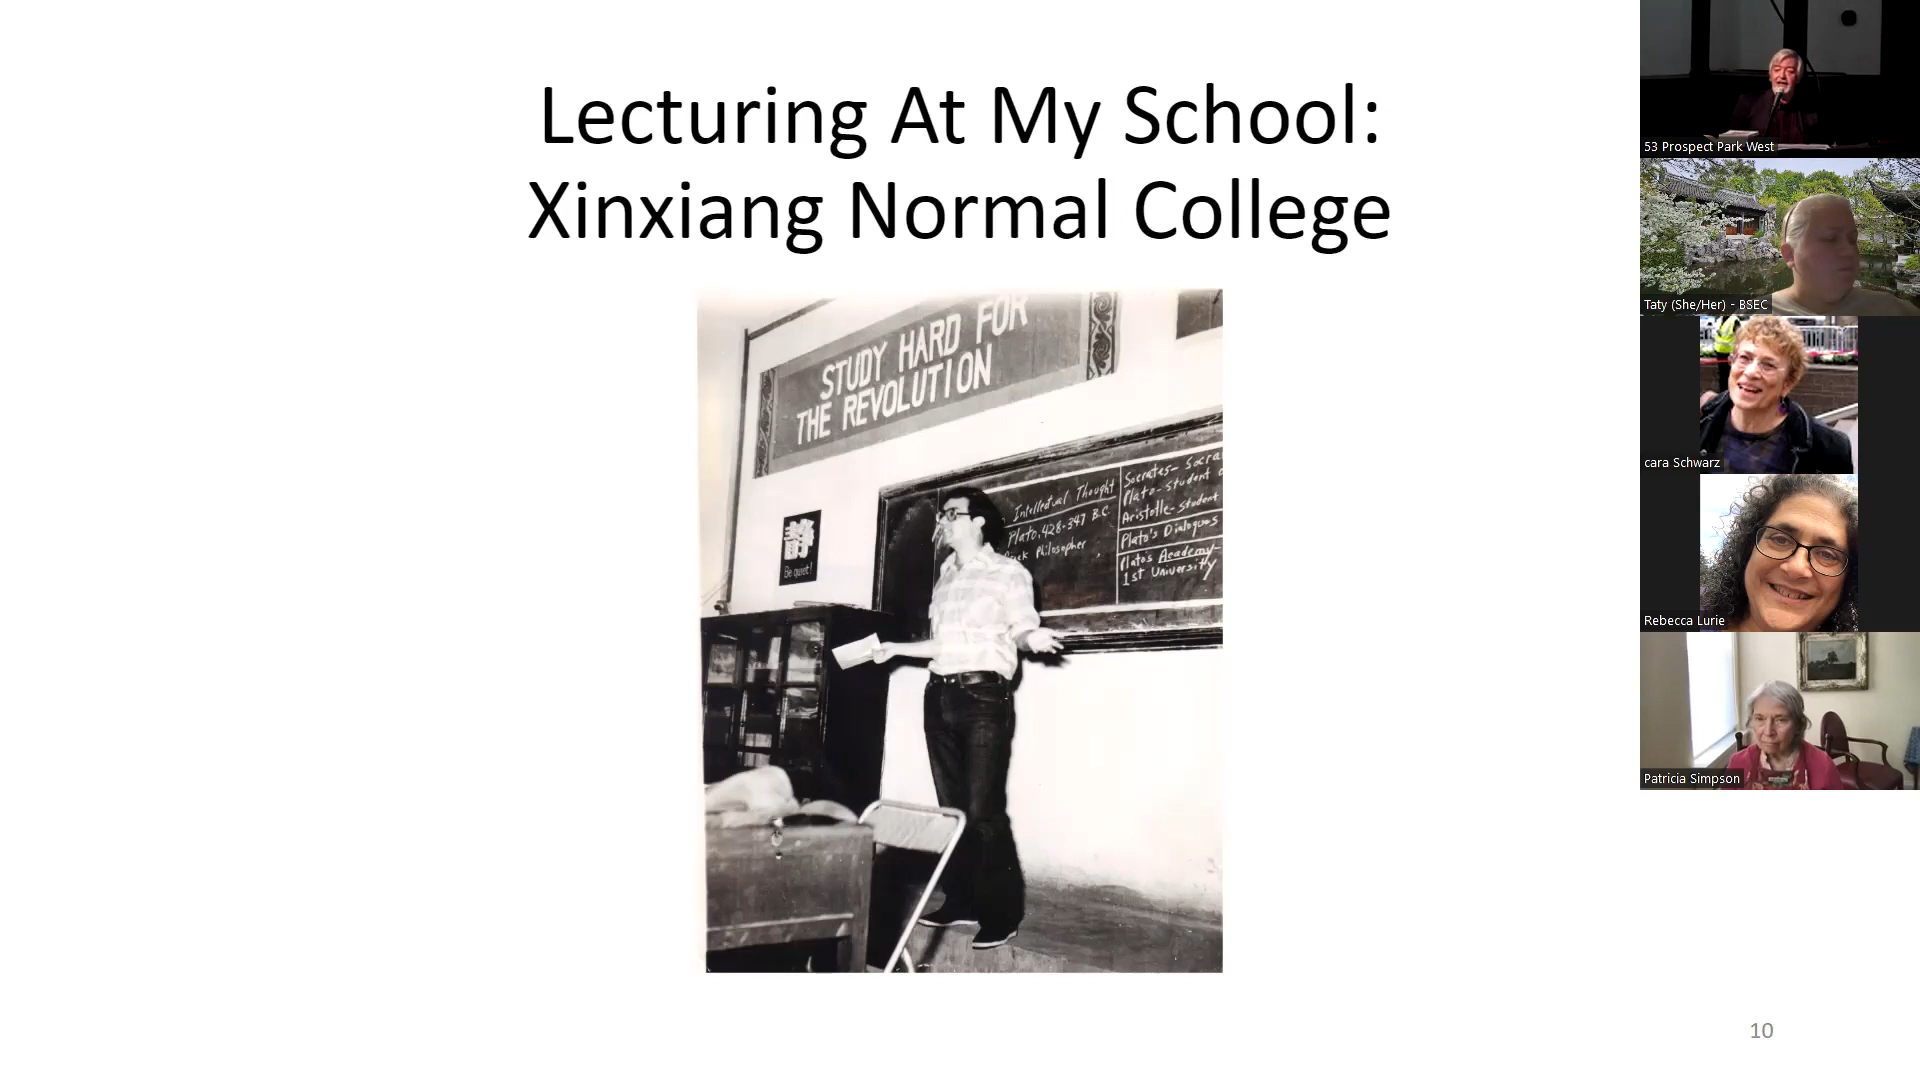 Lecturing At My School:
Xinxiang Normal College
STUDY HARD FOR
THE REVOLUTION
静
Be quiet!
Intellectual Thought
Plato, 428-347 B.C.
Philosopher
Socrates-
Plato-student
Aristotle-student
Plato's Dialogues
Platos Academy-
1st University
10
53 Prospect Park West
Taty (She/Her) - BSEC
cara Schwarz
Rebecca Lurie
Patricia Simpson